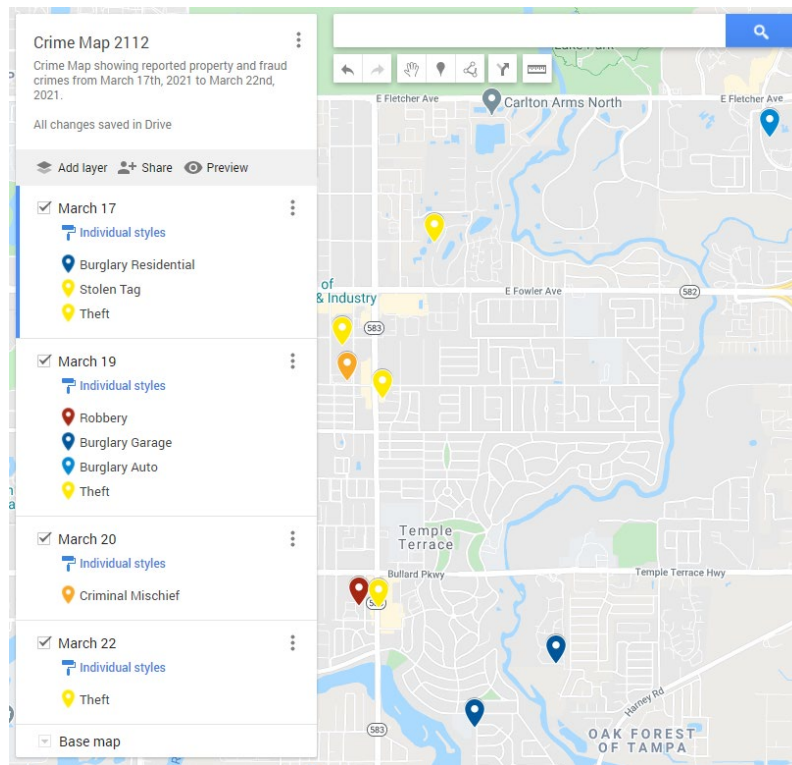 Crime Map 2112
Crime Map showing reported property and fraud
crimes from March 17th, 2021 to March 22nd,
2021.
All changes saved in Drive
Add layer
Share
Preview
March 17
Individual styles
Burglary Residential
Stolen Tag
Theft
March 19
Individual styles
Robbery
Burglary Garage
Burglary Auto
Theft
March 20
Individual styles
Criminal Mischief
March 22
Individual styles
Theft
Base map
Lake Park
E Fletcher Ave
Carlton Arms North
E Fletcher Ave
of
& Industry
E Fowler Ave
582
583
Temple
Terrace
Bullard Pkwy
Temple Terrace Hwy
Harney Rd
583
OAK FOREST
OF TAMPA